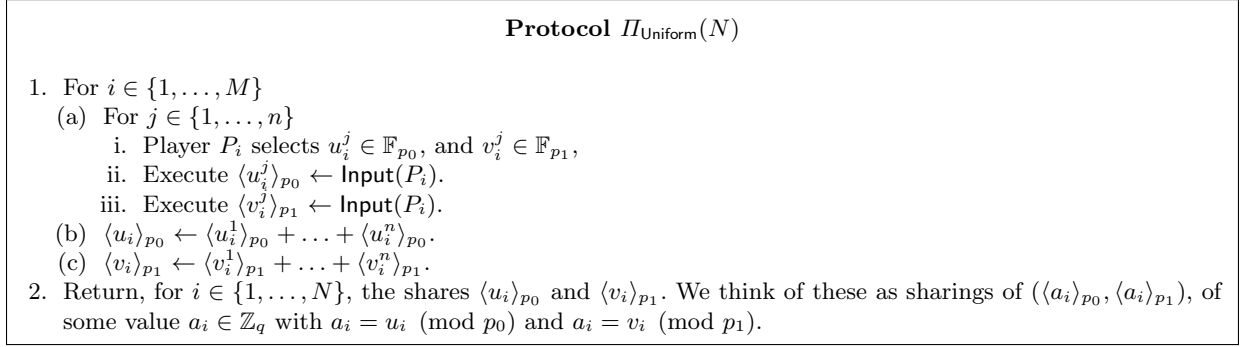 Protocol Π_Uniform(N)
1. For i ∈ {1, . . . , M}
(a) For j ∈ {1, . . . , n}
i. Player P_i selects u_i^j ∈ 𝔽_{p_0}, and v_i^j ∈ 𝔽_{p_1},
ii. Execute ⟨u_i^j⟩_{p_0} ← Input(P_i).
iii. Execute ⟨v_i^j⟩_{p_1} ← Input(P_i).
(b) ⟨u_i⟩_{p_0} ← ⟨u_i^1⟩_{p_0} + . . . + ⟨u_i^n⟩_{p_0}.
(c) ⟨v_i⟩_{p_1} ← ⟨v_i^1⟩_{p_1} + . . . + ⟨v_i^n⟩_{p_1}.
2. Return, for i ∈ {1, . . . , N}, the shares ⟨u_i⟩_{p_0} and ⟨v_i⟩_{p_1}. We think of these as sharings of (⟨a_i⟩_{p_0}, ⟨a_i⟩_{p_1}), of
some value a_i ∈ ℤ_q with a_i = u_i (mod p_0) and a_i = v_i (mod p_1).